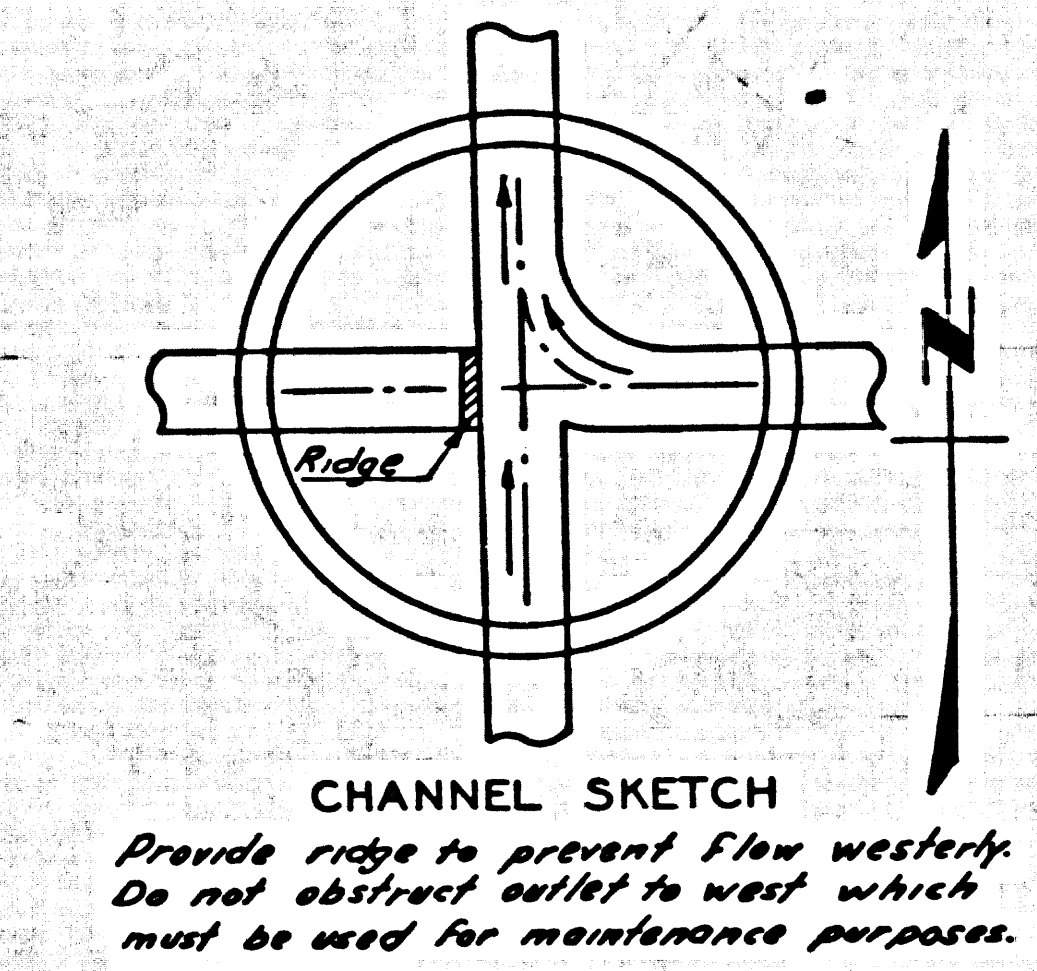 N
Ridge
CHANNEL SKETCH
Provide ridge to prevent flow westerly.
Do not obstruct outlet to west which
must be used for maintenance purposes.